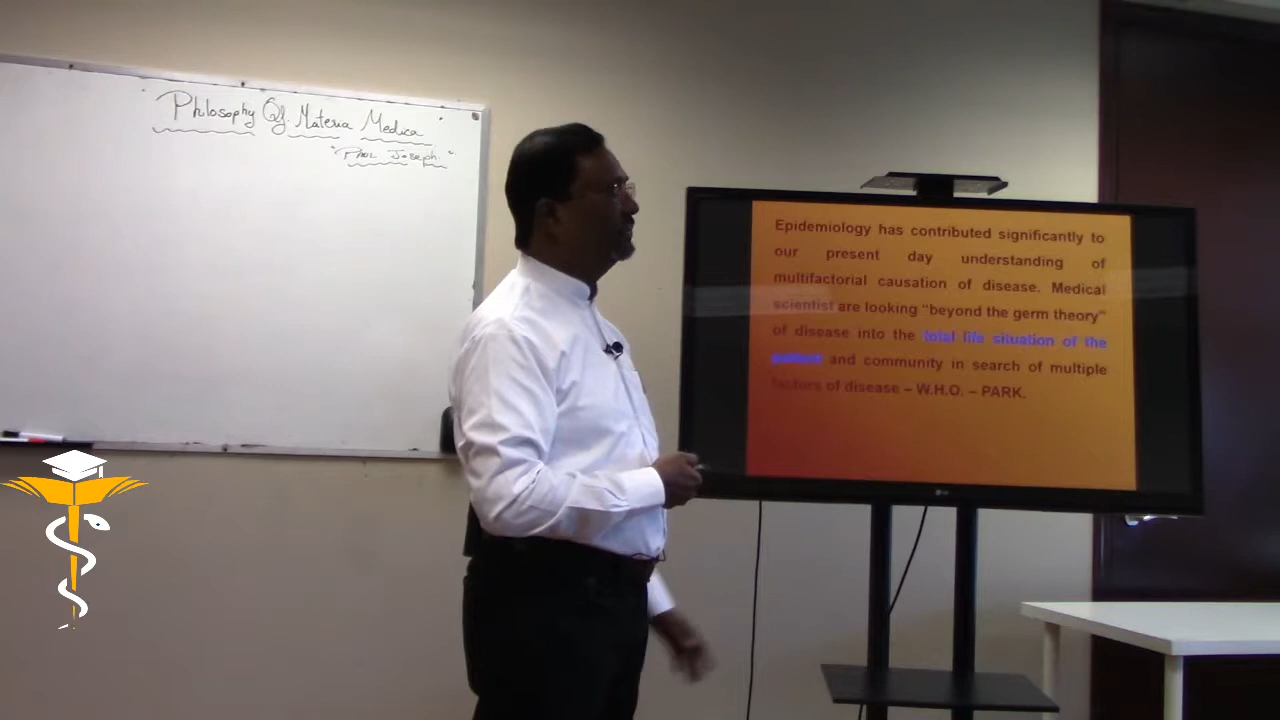 Philosophy Of Materia Medica
"Paul Joseph."
Epidemiology has contributed significantly to
our present day understanding of
multifactorial causation of disease. Medical
scientist are looking "beyond the germ theory"
of disease into the total life situation of the
patient and community in search of multiple
factors of disease – W.H.O. – PARK.
LG